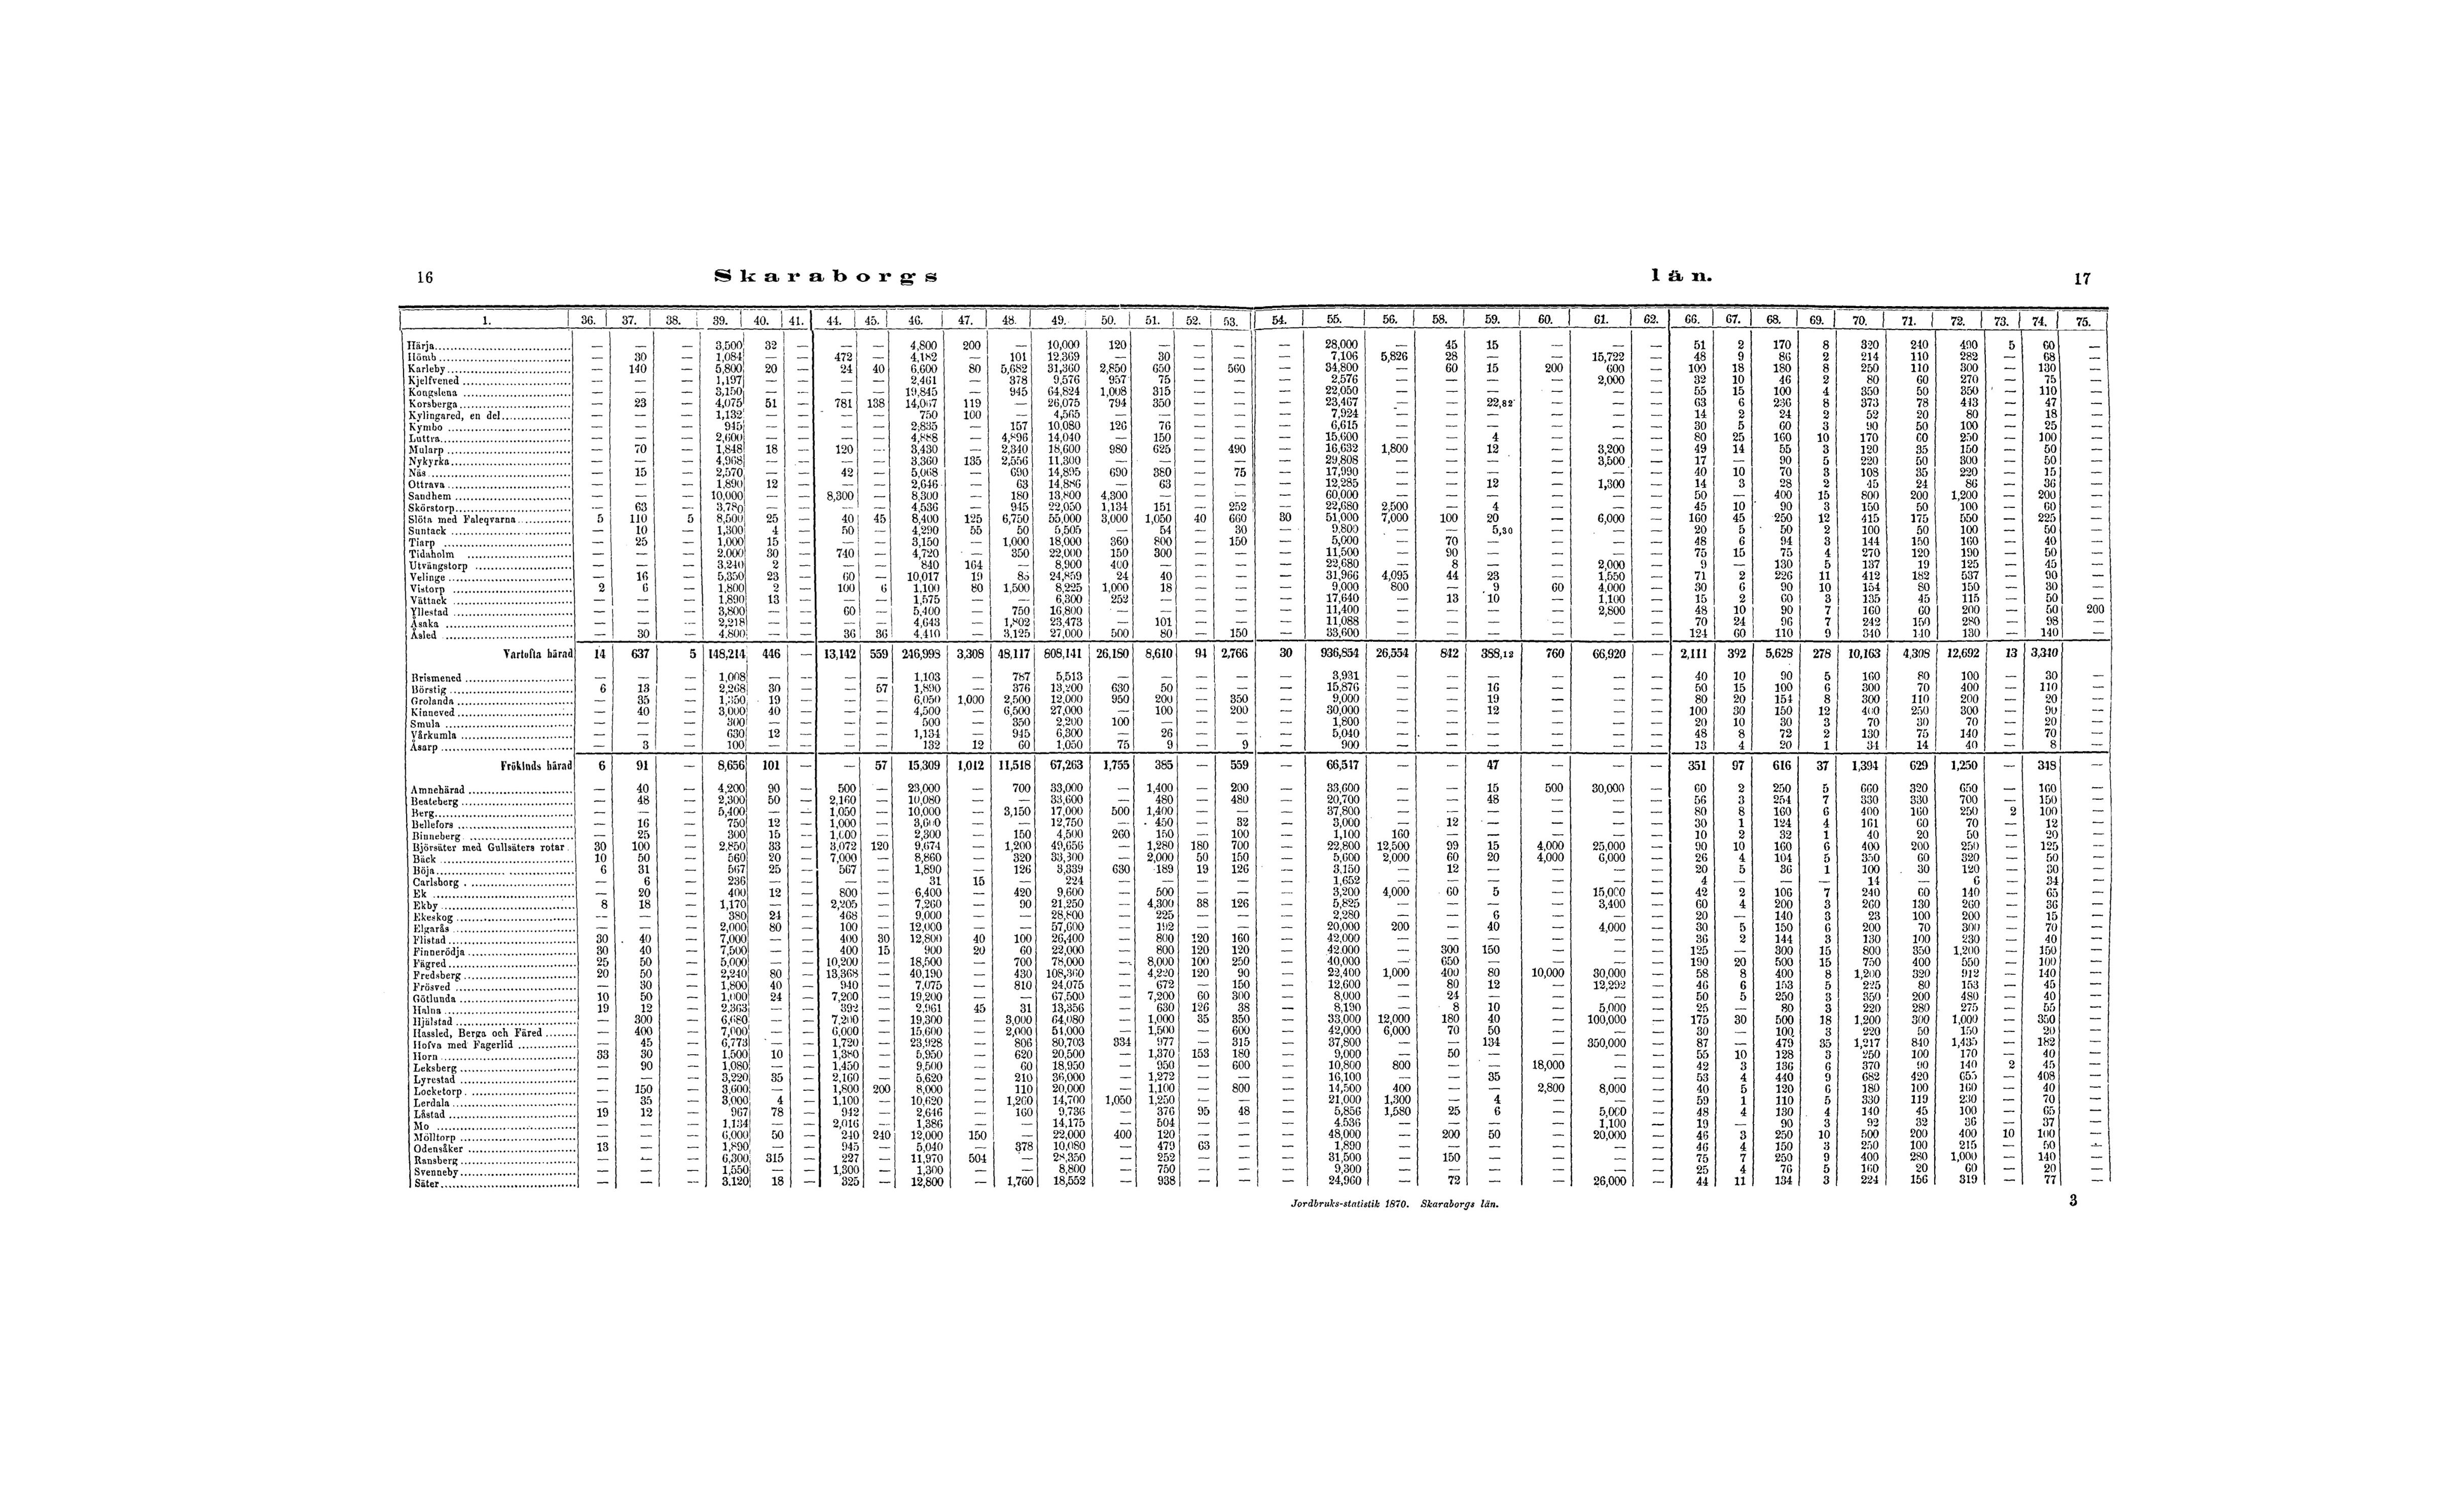 16 Skaraborgs län. 17
1. 36. 37. 38. 39. 40. 41. 44. 45. 46. 47. 48. 49. 50. 51. 52. 53. 54. 55. 56. 58. 59. 60. 61. 62. 66. 67. 68. 69. 70. 71. 72. 73. 74. 75.
Härja — — — 3,500 32 — — — 4,800 200 — 10,000 120 — — — — 28,000 — 45 15 — — — 51 2 170 8 320 240 490 5 60 —
Hömb — 30 — 1,084 — — 472 — 4,182 — 101 12,369 — 30 — — — 7,106 5,826 28 — — 15,722 — 48 9 86 2 214 110 282 — 68 —
Karleby — 140 — 5,800 20 — 24 40 6,600 80 5,682 31,360 2,850 650 — 560 — 34,800 — 60 15 200 600 — 100 18 180 8 250 110 300 — 130 —
Kjelfvened — — — 1,197 — — — — 2,461 — 378 9,576 957 75 — — — 2,576 — — — — 2,000 — 32 10 46 2 80 60 270 — 75 —
Kongslena — — — 3,150 — — — — 19,845 — 945 64,824 1,008 315 — — — 22,050 — — — — — — 55 15 100 4 350 50 350 — 110 —
Korsberga — 23 — 4,075 51 — 781 138 14,067 119 — 26,075 794 350 — — — 23,467 — — 22,82 — — — 63 6 236 8 373 78 413 — 47 —
Kylingared, en del — — — 1,132 — — — — 750 100 — 4,565 — — — — — 7,924 — — — — — — 14 2 24 2 52 20 80 — 18 —
Kymbo — — — 945 — — — — 2,835 — 157 10,080 126 76 — — — 6,615 — — — — — — 30 5 60 3 90 50 100 — 25 —
Luttra — — — 2,600 — — — — 4,888 — 4,896 14,040 — 150 — — — 15,600 — — 4 — — — 80 25 160 10 170 60 250 — 100 —
Mularp — 70 — 1,848 18 — 120 — 3,430 — 2,340 18,600 980 625 — 490 — 16,632 1,800 — 12 — 3,200 — 49 14 55 3 120 35 150 — 50 —
Nykyrka — — — 4,968 — — — — 3,360 135 2,556 11,300 — — — — — 29,808 — — — — 3,500 — 17 — 90 5 220 50 300 — 50 —
Näs — 15 — 2,570 — — 42 — 5,068 — 690 14,895 690 380 — 75 — 17,990 — — — — — — 40 10 70 3 108 35 220 — 15 —
Ottrava — — — 1,890 12 — — — 2,646 — 63 14,886 — 63 — — — 12,285 — — 12 — 1,300 — 14 3 28 2 45 24 86 — 36 —
Sandhem — — — 10,000 — — 8,300 — 8,300 — 180 13,800 4,300 — — — — 60,000 — — — — — — 50 — 400 15 800 200 1,200 — 200 —
Skörstorp — 63 — 3,780 — — — — 4,536 — 945 22,050 1,134 151 — 252 — 22,680 2,500 — 4 — — — 45 10 90 3 150 50 100 — 60 —
Slöta med Faleqvarna 5 110 5 8,500 25 — 40 45 8,400 125 6,750 55,000 3,000 1,050 40 660 30 51,000 7,000 100 20 — 6,000 — 160 45 250 12 415 175 550 — 225 —
Suntack — 10 — 1,300 4 — 50 — 4,290 55 50 5,505 — 54 — 30 — 9,800 — — 5,30 — — — 20 5 50 2 100 50 100 — 50 —
Tiarp — 25 — 1,000 15 — — — 3,150 — 1,000 18,000 360 800 — 150 — 5,000 — 70 — — — — 48 6 94 3 144 150 160 — 40 —
Tidaholm — — — 2,000 30 — 740 — 4,720 — 350 22,000 150 300 — — — 11,500 — 90 — — — — 75 15 75 4 270 120 190 — 50 —
Utvängstorp — — — 3,240 2 — — — 840 164 — 8,900 400 — — — — 22,680 — 8 — — 2,000 — 9 — 130 5 137 19 125 — 45 —
Velinge — 16 — 5,350 23 — 60 — 10,017 19 85 24,859 24 40 — — — 31,966 4,095 44 23 — 1,550 — 71 2 226 11 412 182 537 — 90 —
Vistorp 2 6 — 1,800 2 — 100 6 1,100 80 1,500 8,225 1,000 18 — — — 9,000 800 — 9 60 4,000 — 30 6 90 10 154 80 150 — 30 —
Vättack — — — 1,890 13 — — — 1,575 — — 6,300 252 — — — — 17,640 — 13 10 — 1,100 — 15 2 60 3 135 45 115 — 50 —
Yllestad — — — 3,800 — — 60 — 5,400 — 750 16,800 — — — — — 11,400 — — — — 2,800 — 48 10 90 7 160 60 200 — 50 200
Åsaka — — — 2,218 — — — — 4,643 — 1,802 23,473 — 101 — — — 11,088 — — — — — — 70 24 96 7 242 150 280 — 98 —
Åsled — 30 — 4,800 — — 36 36 4,410 — 3,125 27,000 500 80 — 150 — 33,600 — — — — — — 124 60 110 9 340 140 130 — 140 —
Vartofta härad 14 637 5 148,214 446 — 13,142 559 246,998 3,308 48,117 808,141 26,180 8,610 94 2,766 30 936,854 26,554 842 388,12 760 66,920 — 2,111 392 5,628 278 10,163 4,308 12,692 13 3,310
Brismened — — — 1,008 — — — — 1,103 — 787 5,513 — — — — — 3,931 — — — — — — 40 10 90 5 160 80 100 — 30 —
Börstig 6 13 — 2,268 30 — — 57 1,890 — 376 13,200 630 50 — — — 15,876 — — 16 — — — 50 15 100 6 300 70 400 — 110 —
Grolanda — 35 — 1,350 19 — — — 6,050 1,000 2,500 12,000 950 200 — 350 — 9,000 — — 19 — — — 80 20 154 8 300 110 200 — 20 —
Kinneved — 40 — 3,000 40 — — — 4,500 — 6,500 27,000 — 100 — 200 — 30,000 — — 12 — — — 100 30 150 12 400 250 300 — 90 —
Smula — — — 300 — — — — 500 — 350 2,200 100 — — — — 1,800 — — — — — — 20 10 30 3 70 30 70 — 20 —
Vårkumla — — — 630 12 — — — 1,134 — 945 6,300 — 26 — — — 5,040 — — — — — — 48 8 72 2 130 75 140 — 70 —
Åsarp — 3 — 100 — — — — 132 12 60 1,050 75 9 — 9 — 900 — — — — — — 13 4 20 1 34 14 40 — 8 —
Frökinds härad 6 91 — 8,656 101 — — 57 15,309 1,012 11,518 67,263 1,755 385 — 559 — 66,547 — — 47 — — — 351 97 616 37 1,394 629 1,250 — 348 —
Amnehärad — 40 — 4,200 90 — 500 — 23,000 — 700 33,000 — 1,400 — 200 — 33,600 — — 15 500 30,000 — 60 2 250 5 660 320 650 — 160 —
Beateberg — 48 — 2,300 50 — 2,160 — 10,080 — — 33,600 — 480 — 480 — 20,700 — — 48 — — — 56 3 254 7 330 330 700 — 150 —
Berg — — — 5,400 — — 1,050 — 10,000 — 3,150 17,000 500 1,400 — — — 37,800 — — — — — — 80 8 160 6 400 160 250 2 100 —
Bellefors — 16 — 750 12 — 1,000 — 3,600 — — 12,750 — 450 — 32 — 3,000 — 12 — — — — 30 1 124 4 161 60 70 — 12 —
Binneberg — 25 — 300 15 — 1,000 — 2,300 — 150 4,500 260 150 — 100 — 1,100 160 — — — — — 10 2 32 1 40 20 50 — 20 —
Björsäter med Gullsäters rotar 30 100 — 2,850 33 — 3,072 120 9,674 — 1,200 49,656 — 1,280 180 700 — 22,800 12,500 99 15 4,000 25,000 — 90 10 160 6 400 200 250 — 125 —
Bäck 10 50 — 560 20 — 7,000 — 8,860 — 320 33,300 — 2,000 50 150 — 5,600 2,000 60 20 4,000 6,000 — 26 4 104 5 350 60 320 — 50 —
Böja 6 31 — 567 25 — 567 — 1,890 — 126 3,339 630 189 19 126 — 3,150 — 12 — — — — 20 5 36 1 100 30 120 — 30 —
Carlsborg — 6 — 236 — — — — 31 15 — 224 — — — — — 1,652 — — — — — — 4 — — — 14 — 6 — 34 —
Ek — 20 — 400 12 — 800 — 6,400 — 420 9,600 — 500 — — — 3,200 4,000 60 5 — 15,000 — 42 2 106 7 240 60 140 — 65 —
Ekby 8 18 — 1,170 — — 2,205 — 7,260 — 90 21,250 — 4,300 38 126 — 5,825 — — — — 3,400 — 60 4 200 3 260 130 260 — 36 —
Ekeskog — — — 380 24 — 468 — 9,000 — — 28,800 — 225 — — — 2,280 — — 6 — — — 20 — 140 3 23 100 200 — 15 —
Elgarås — — — 2,000 80 — 100 — 12,000 — — 57,600 — 192 — — — 20,000 200 — 40 — 4,000 — 30 5 150 6 200 70 300 — 70 —
Flistad 30 40 — 7,000 — — 400 30 12,800 40 100 26,400 — 800 120 160 — 42,000 — — — — — — 36 2 144 3 130 100 230 — 40 —
Finnerödja 30 40 — 7,500 — — 400 15 900 20 60 22,000 — 800 120 120 — 42,000 — 300 150 — — — 125 — 300 15 800 350 1,200 — 150 —
Fägred 25 50 — 5,000 — — 10,200 — 18,500 — 700 78,000 — 8,000 100 250 — 40,000 — 650 — — — — 190 20 500 15 750 400 550 — 100 —
Fredsberg 20 50 — 2,240 80 — 13,368 — 40,190 — 430 108,360 — 4,220 120 90 — 22,400 1,000 400 80 10,000 30,000 — 58 8 400 8 1,200 320 912 — 140 —
Frösved — 30 — 1,800 40 — 940 — 7,075 — 810 24,075 — 672 — 150 — 12,600 — 80 12 — 12,292 — 46 6 153 5 225 80 153 — 45 —
Götlunda 10 50 — 1,000 24 — 7,200 — 19,200 — — 67,500 — 7,200 60 300 — 8,000 — 24 — — — — 50 5 250 3 350 200 480 — 40 —
Halna 19 12 — 2,363 — — 392 — 2,961 45 31 13,356 — 630 126 38 — 8,190 — 8 10 — 5,000 — 25 — 80 3 220 280 275 — 55 —
Hjälstad — 300 — 6,680 — — 7,200 — 19,300 — 3,000 64,080 — 1,000 35 350 — 33,000 12,000 180 40 — 100,000 — 175 30 500 18 1,200 300 1,000 — 350 —
Hassled, Berga och Färed — 400 — 7,000 — — 6,000 — 15,600 — 2,000 51,000 — 1,500 — 600 — 42,000 6,000 70 50 — — — 30 — 100 3 220 50 150 — 20 —
Hofva med Fagerlid — 45 — 6,773 — — 1,720 — 23,928 — 806 80,703 334 977 — 315 — 37,800 — — 134 — 350,000 — 87 — 479 35 1,217 840 1,435 — 182 —
Horn 33 30 — 1,500 10 — 1,380 — 5,950 — 620 20,500 — 1,370 153 180 — 9,000 — 50 — — — — 55 10 128 3 250 100 170 — 40 —
Leksberg — 90 — 1,080 — — 1,450 — 9,500 — 60 18,950 — 950 — 600 — 10,800 800 — — 18,000 — — 42 3 136 6 370 90 140 2 45 —
Lyrestad — — — 3,220 35 — 2,160 — 5,620 — 210 36,000 — 1,272 — — — 16,100 — — 35 — — — 53 4 440 9 682 420 655 — 408 —
Locketorp — 150 — 3,600 — — 1,800 200 8,000 — 110 20,000 — 1,100 — 800 — 14,500 400 — — 2,800 8,000 — 40 5 120 6 180 100 160 — 40 —
Lerdala — 35 — 3,000 4 — 1,100 — 10,620 — 1,260 14,700 1,050 1,250 — — — 21,000 1,300 — 4 — — — 59 1 110 5 330 119 230 — 70 —
Låstad 19 12 — 967 78 — 942 — 2,646 — 160 9,736 — 376 95 48 — 5,856 1,580 25 6 — 5,000 — 48 4 130 4 140 45 100 — 65 —
Mo — — — 1,134 — — 2,016 — 1,386 — — 14,175 — 504 — — — 4,536 — — — — 1,100 — 19 — 90 3 92 32 36 — 37 —
Mölltorp — — — 6,000 50 — 240 240 12,000 150 — 22,000 400 120 — — — 48,000 — 200 50 — 20,000 — 46 3 250 10 500 200 400 10 100 —
Odensåker 13 — — 1,890 — — 945 — 5,040 — 378 10,080 — 479 63 — — 1,890 — — — — — — 46 4 150 3 250 100 215 — 50 —
Ransberg — — — 6,300 315 — 227 — 11,970 504 — 28,350 — 252 — — — 31,500 — 150 — — — — 75 7 250 9 400 280 1,000 — 140 —
Svenneby — — — 1,550 — — 1,300 — 1,300 — — 8,800 — 750 — — — 9,300 — — — — — — 25 4 76 5 160 20 60 — 20 —
Säter — — — 3,120 18 — 325 — 12,800 — 1,760 18,552 — 938 — — — 24,960 — 72 — — 26,000 — 44 11 134 3 224 156 319 — 77 —
Jordbruks-statistik 1870. Skaraborgs län. 3